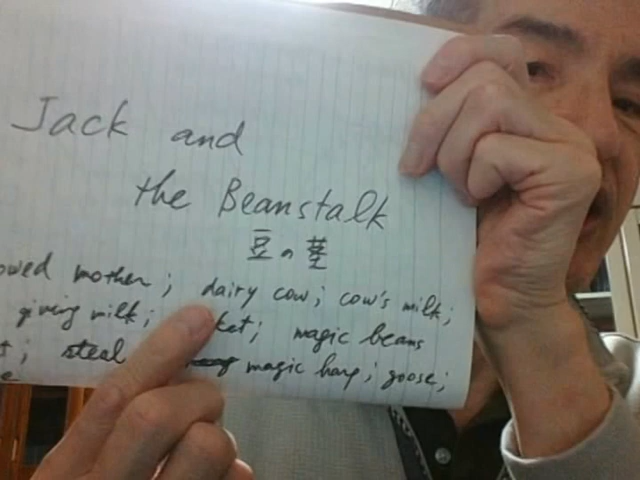 Jack and
the Beanstalk
豆の茎
owed mother; dairy cow; cow's milk;
giving milk; ket; magic beans
; steal magic harp; goose;
e